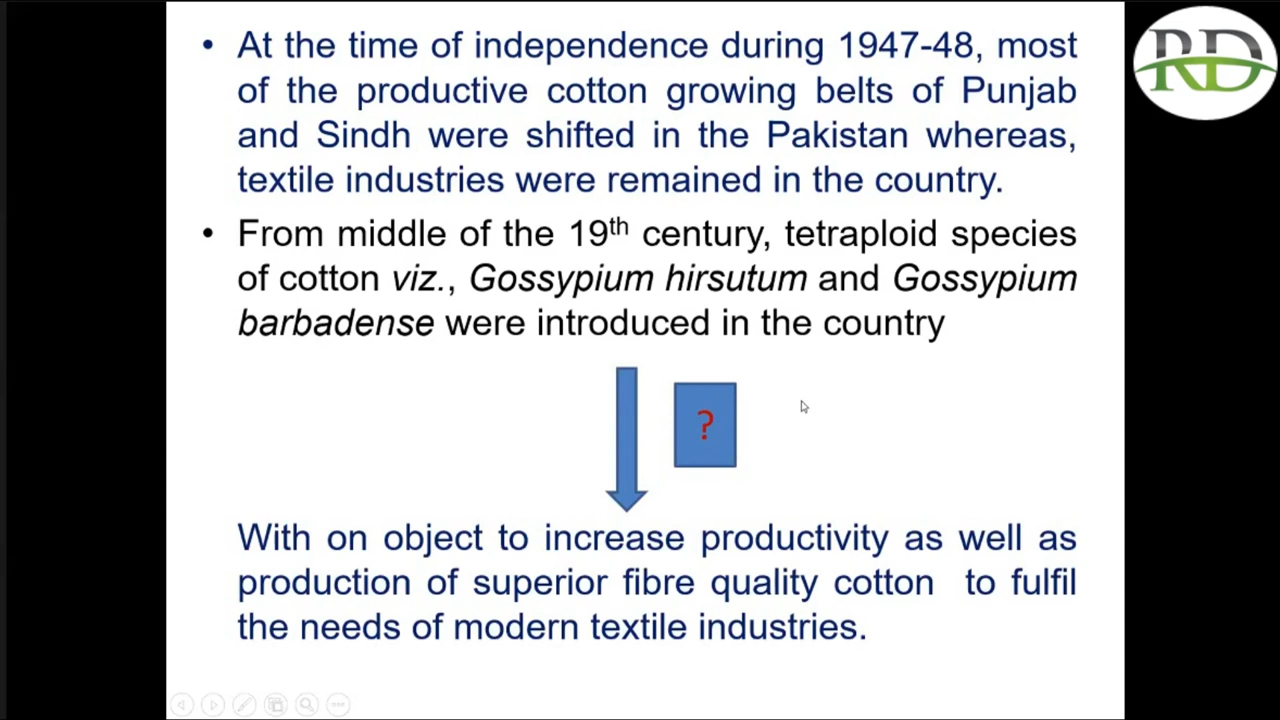 RD
• At the time of independence during 1947-48, most
of the productive cotton growing belts of Punjab
and Sindh were shifted in the Pakistan whereas,
textile industries were remained in the country.
• From middle of the 19th century, tetraploid species
of cotton viz., Gossypium hirsutum and Gossypium
barbadense were introduced in the country
?
With on object to increase productivity as well as
production of superior fibre quality cotton to fulfil
the needs of modern textile industries.